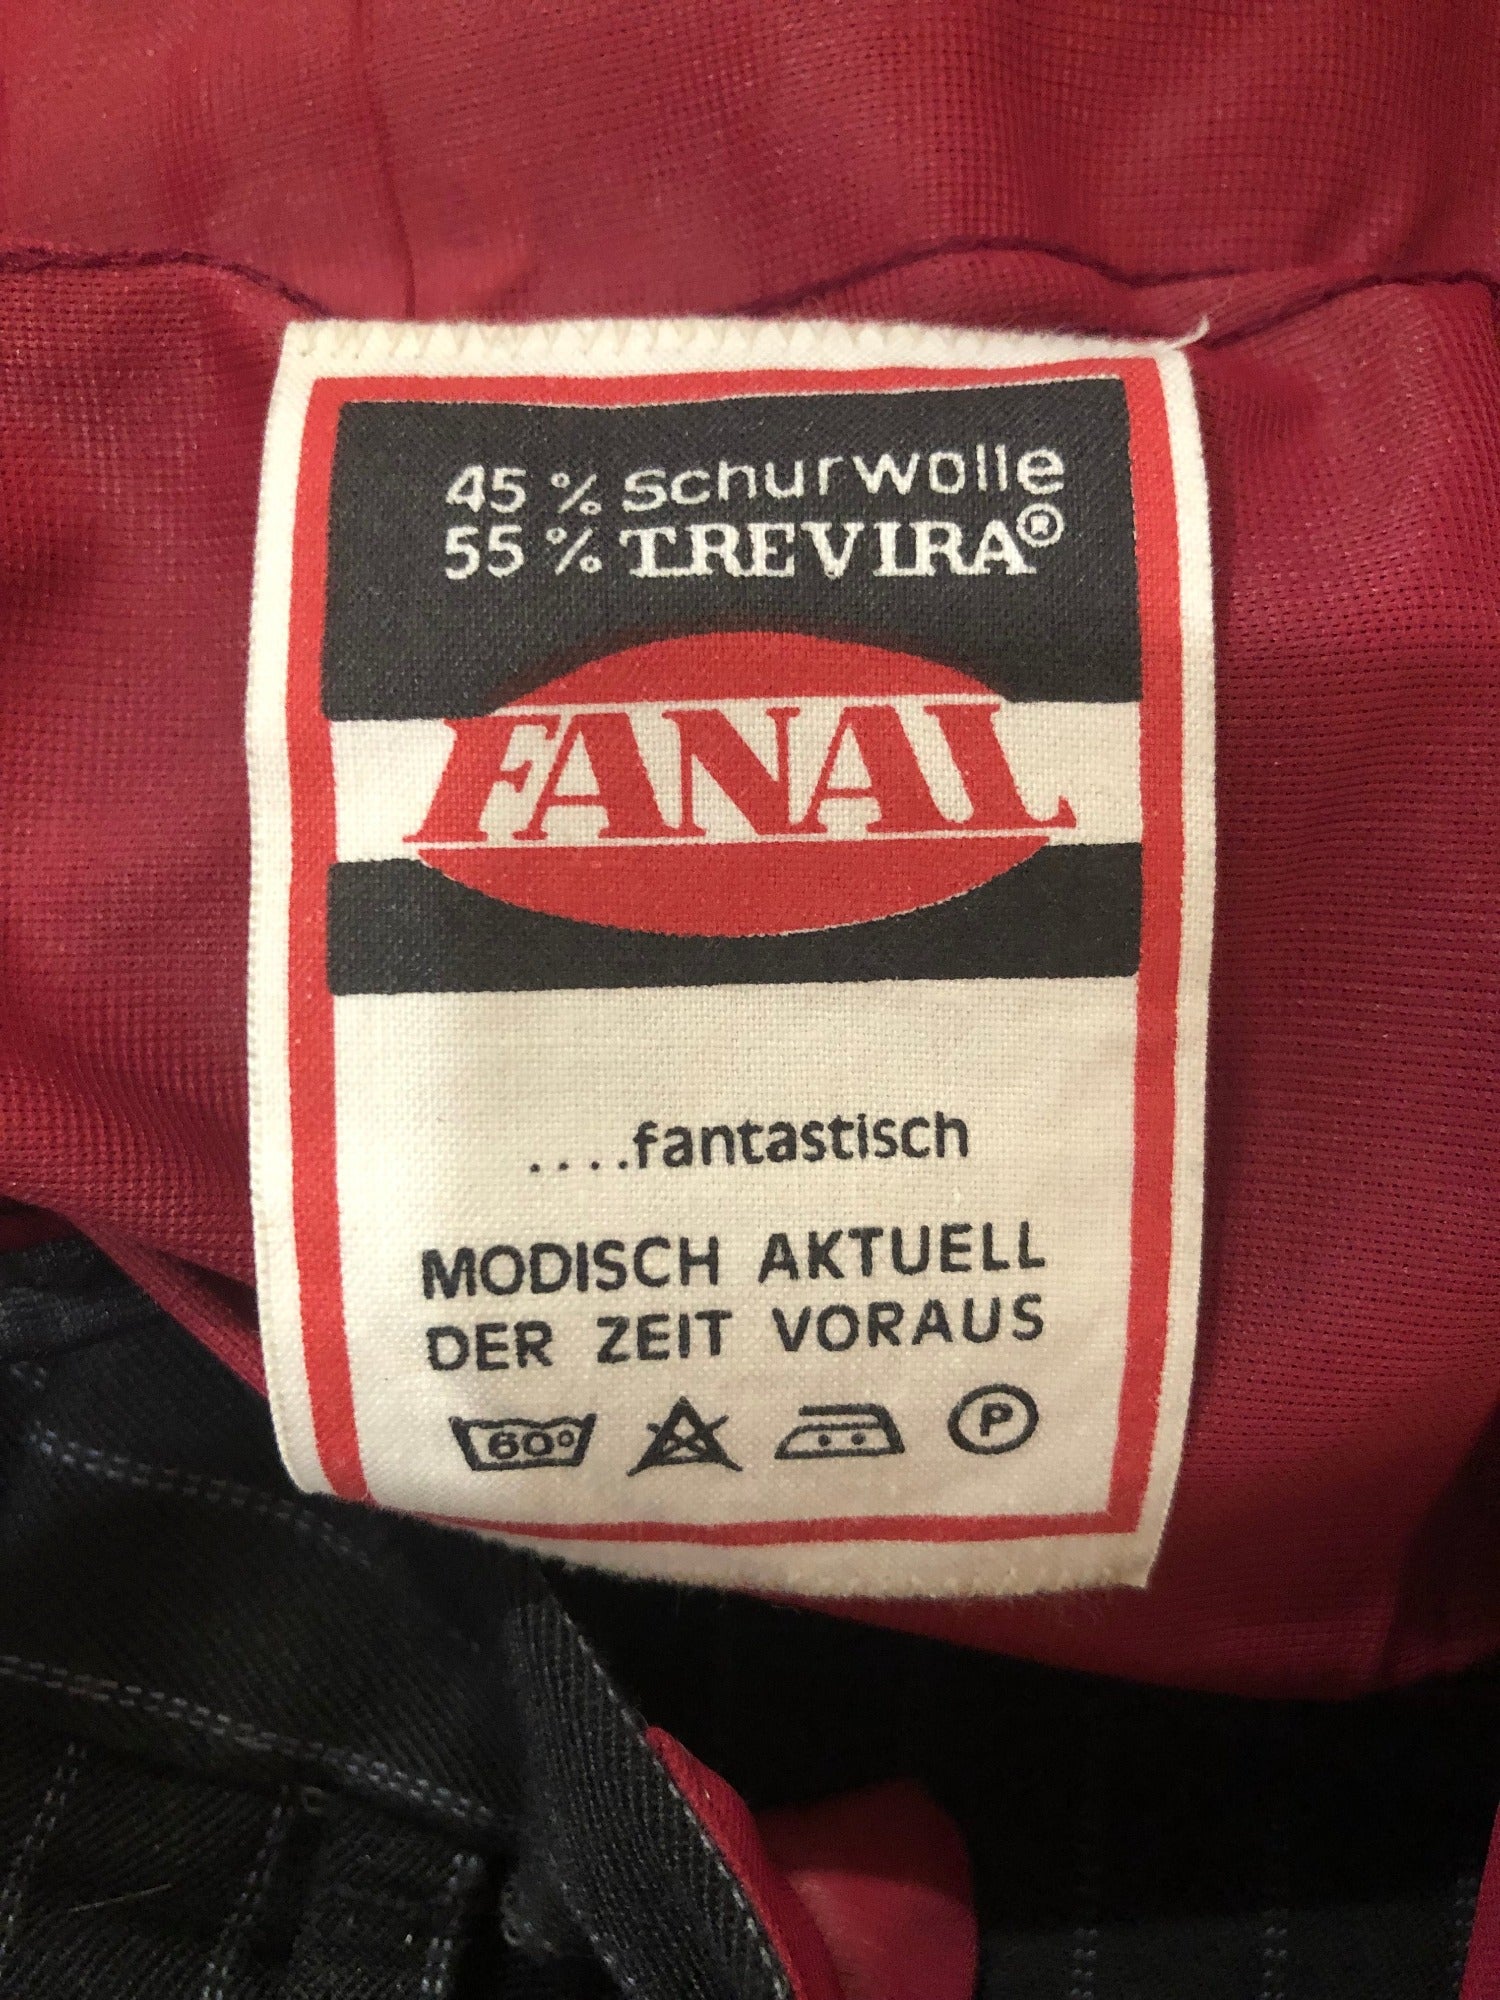 45 % Schurwolle
55 % TREVIRA®
FANAL
....fantastisch
MODISCH AKTUELL
DER ZEIT VORAUS
60° P